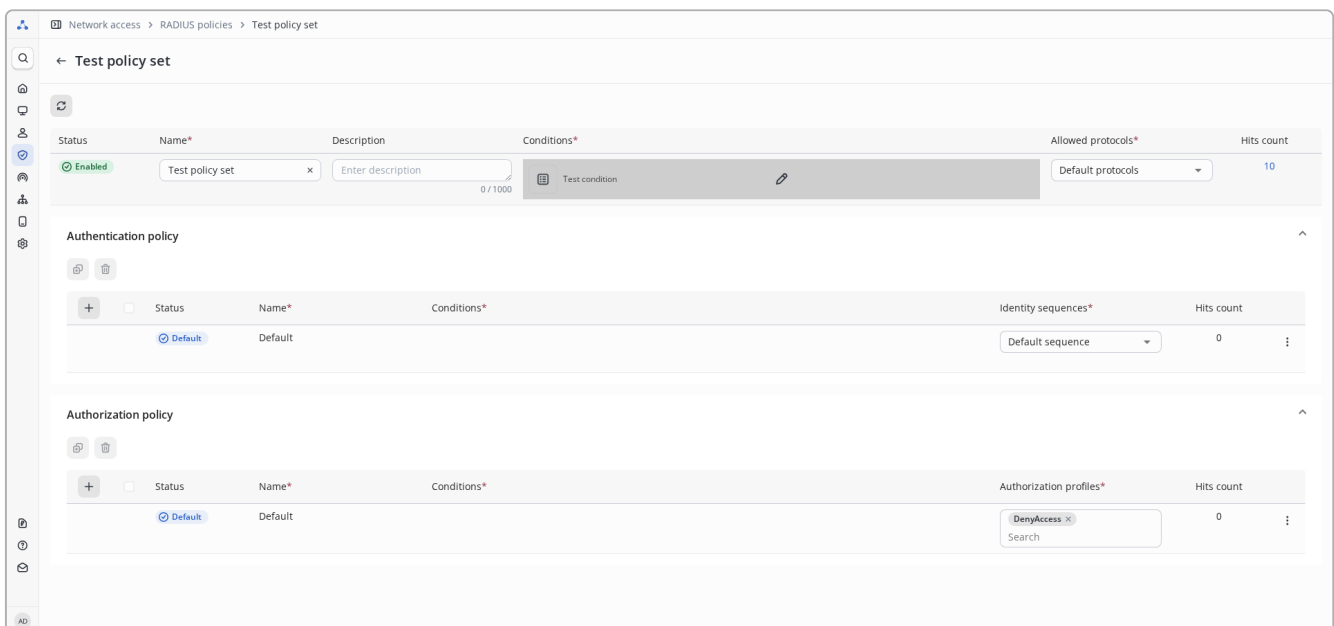 Network access > RADIUS policies > Test policy set
← Test policy set
Status Name* Description Conditions* Allowed protocols* Hits count
Enabled Test policy set × Enter description Test condition Default protocols 10
0 / 1000
Authentication policy
+ Status Name* Conditions* Identity sequences* Hits count
Default Default Default sequence 0
Authorization policy
+ Status Name* Conditions* Authorization profiles* Hits count
Default Default DenyAccess × 0
Search
AD